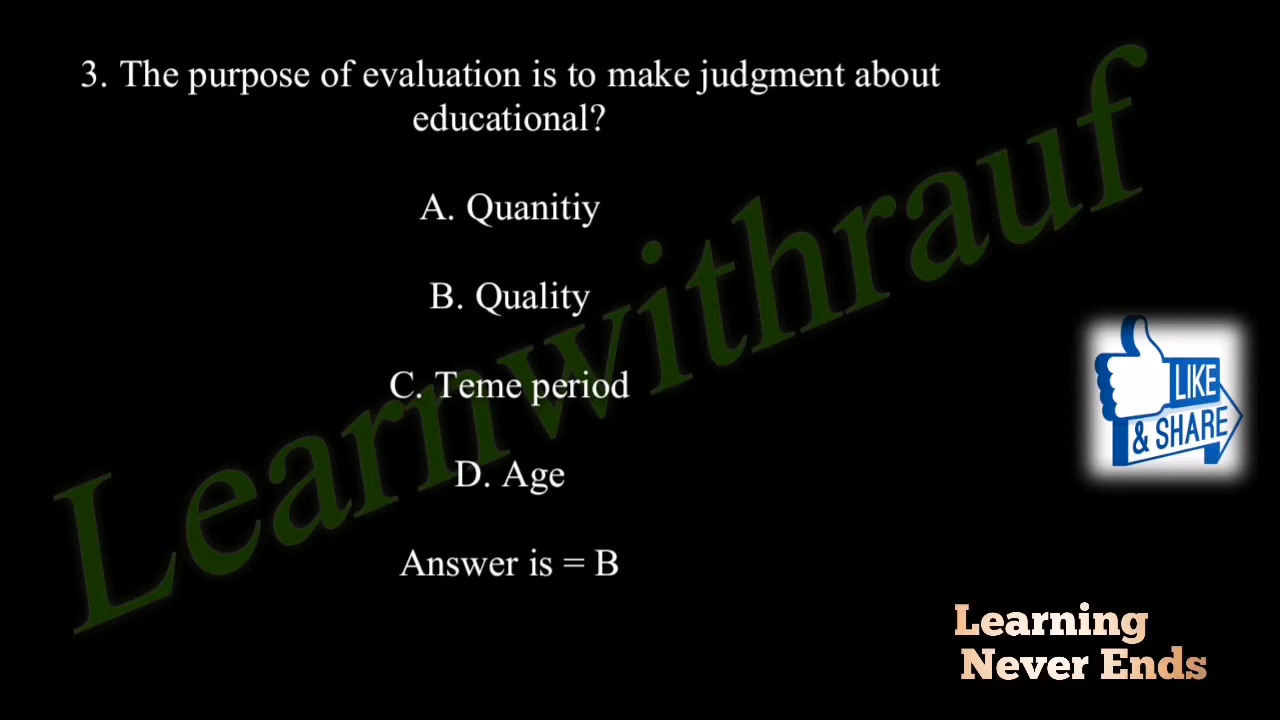 3. The purpose of evaluation is to make judgment about
educational?
A. Quanitiy
B. Quality
C. Teme period
D. Age
Answer is = B
Learnwithrauf
LIKE
& SHARE
Learning
Never Ends